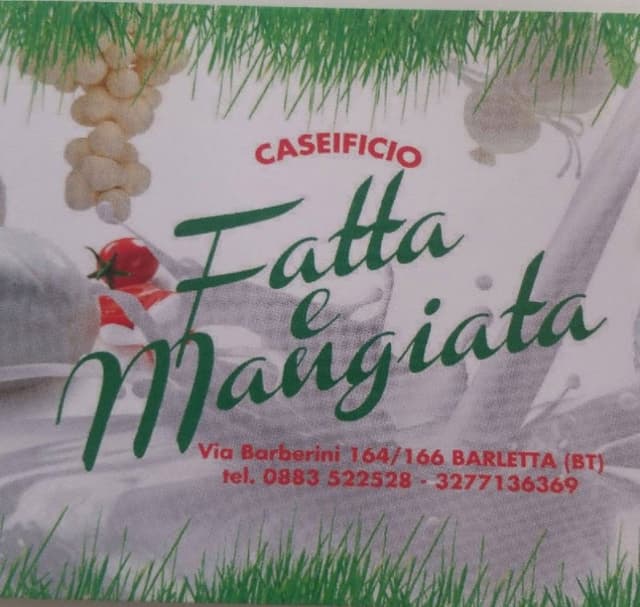 CASEIFICIO
Fatta
e
Mangiata
Via Barberini 164/166 BARLETTA (BT)
tel. 0883 522528 - 3277136369